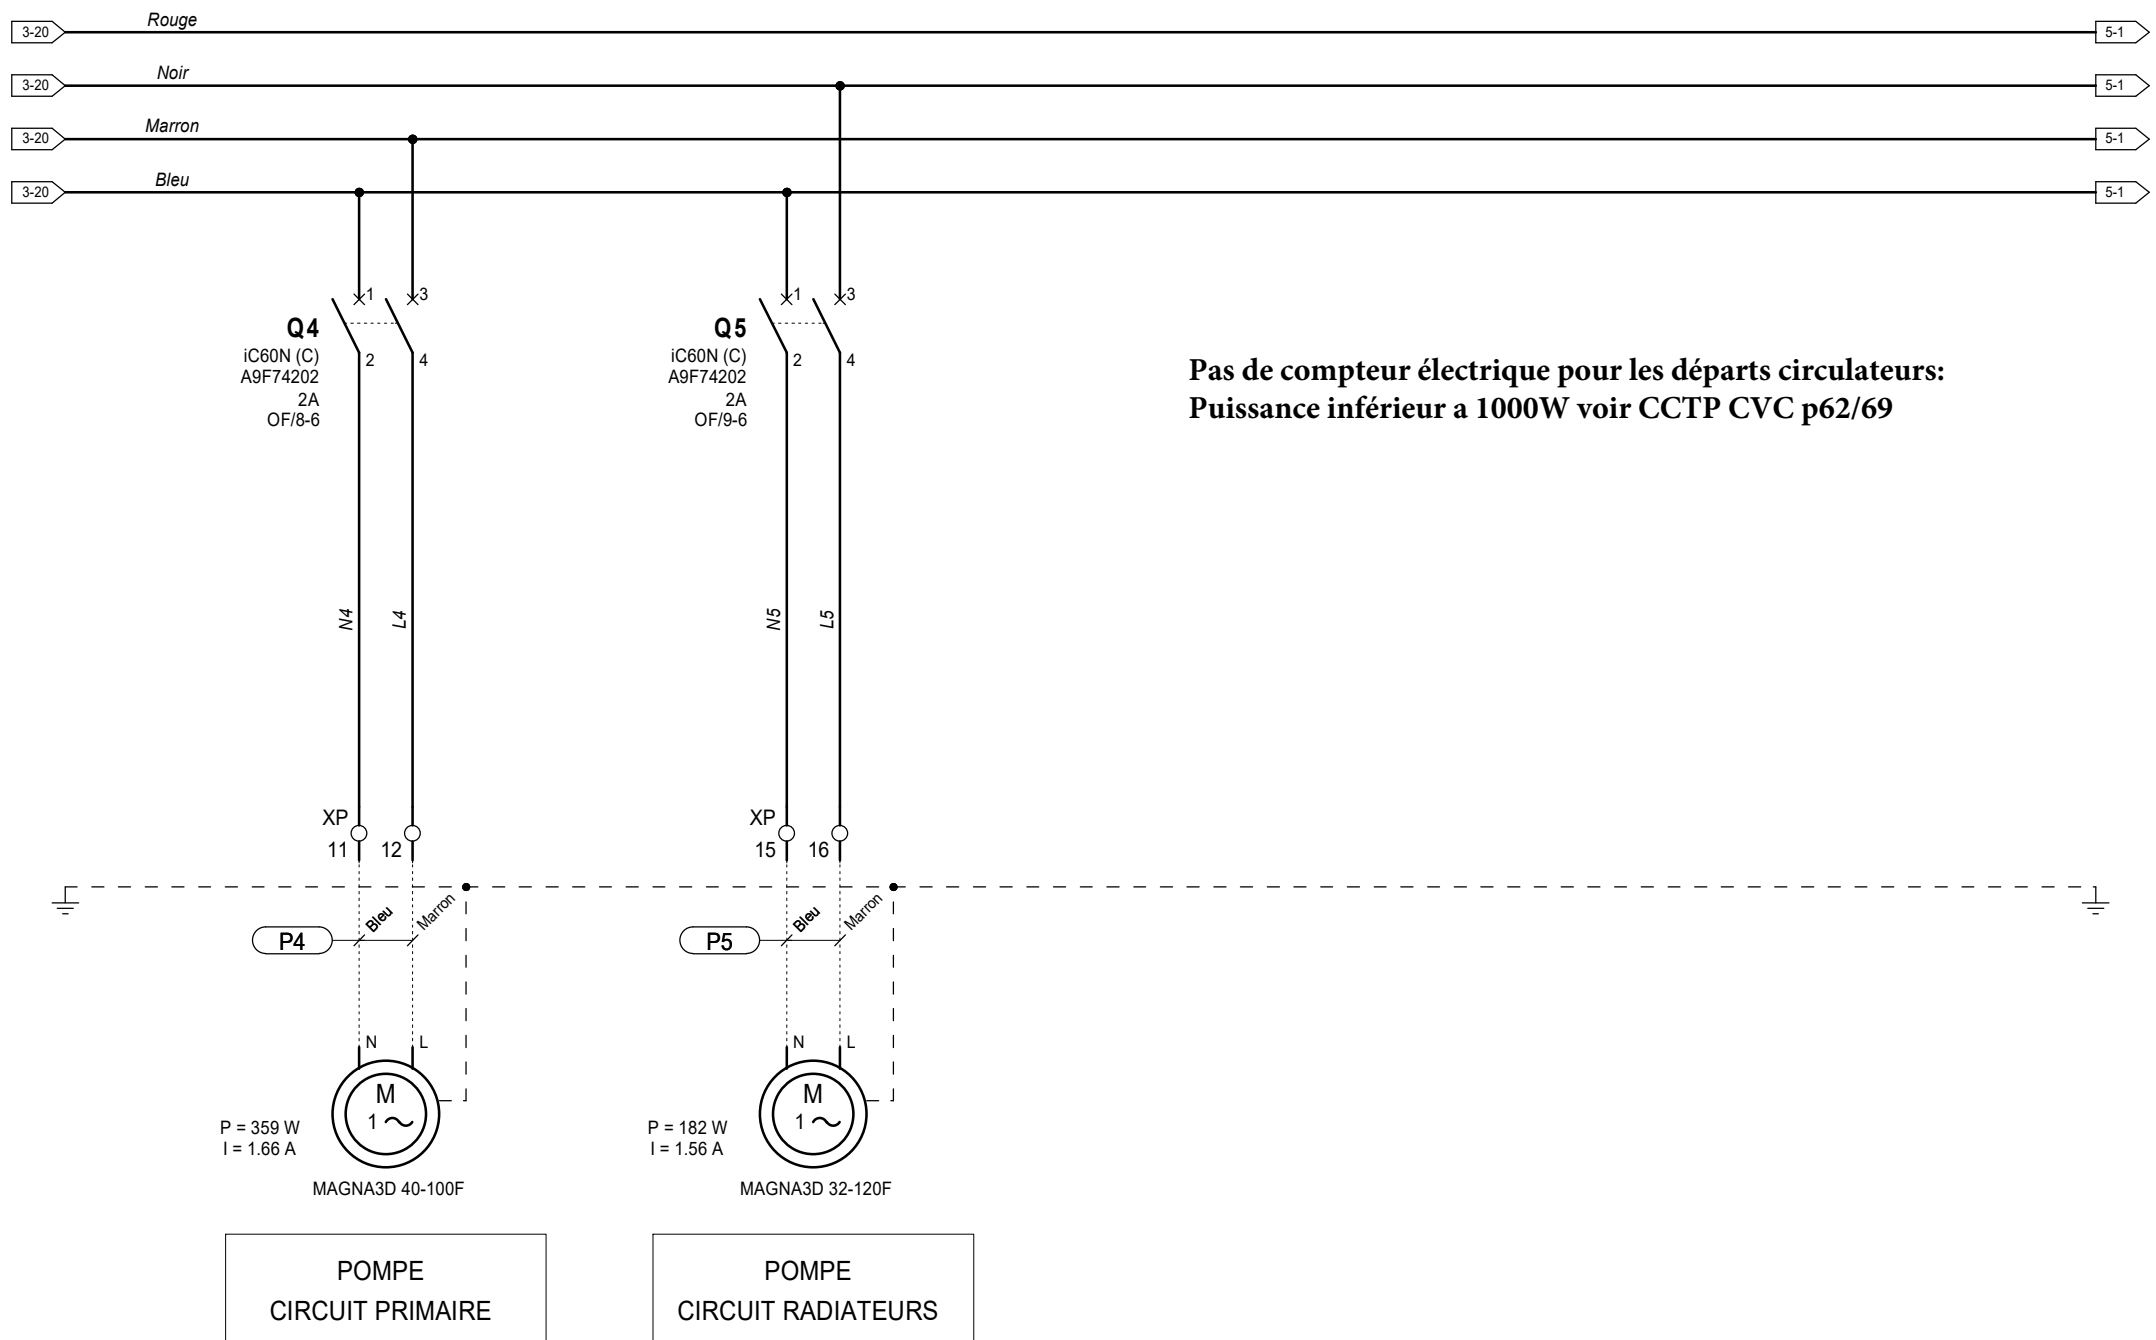 3-20 Rouge 5-1
3-20 Noir 5-1
3-20 Marron 5-1
3-20 Bleu 5-1
1 3
Q4
iC60N (C)
A9F74202
2A
OF/8-6
2 4
1 3
Q5
iC60N (C)
A9F74202
2A
OF/9-6
2 4
Pas de compteur électrique pour les départs circulateurs:
Puissance inférieur a 1000W voir CCTP CVC p62/69
N4 L4
N5 L5
XP
11 12
XP
15 16
Bleu Marron
P4
Bleu Marron
P5
N L
M
1
P = 359 W
I = 1.66 A
MAGNA3D 40-100F
N L
M
1
P = 182 W
I = 1.56 A
MAGNA3D 32-120F
POMPE
CIRCUIT PRIMAIRE
POMPE
CIRCUIT RADIATEURS